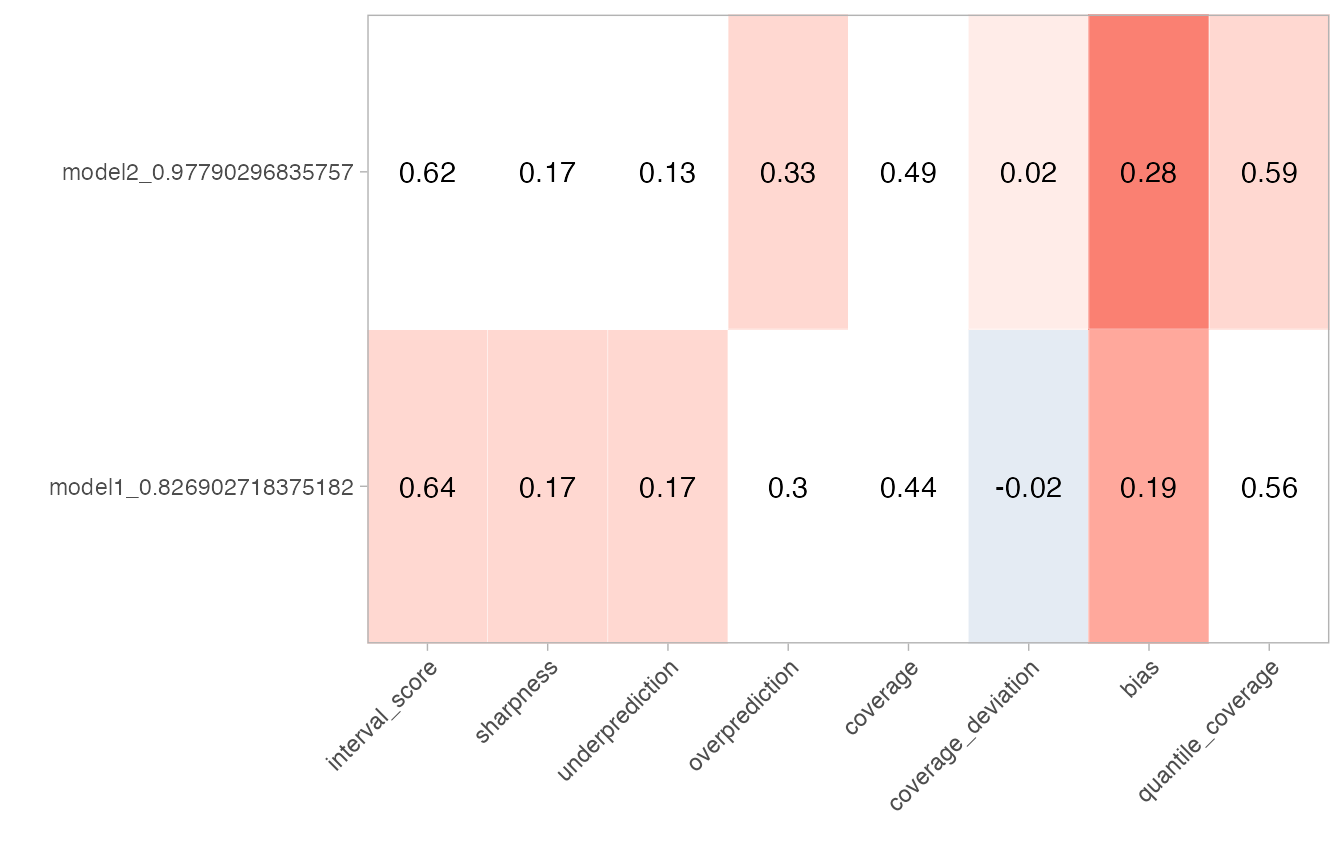 model2_0.97790296835757 0.62 0.17 0.13 0.33 0.49 0.02 0.28 0.59
model1_0.826902718375182 0.64 0.17 0.17 0.3 0.44 -0.02 0.19 0.56
interval_score
sharpness
underprediction
overprediction
coverage
coverage_deviation
bias
quantile_coverage